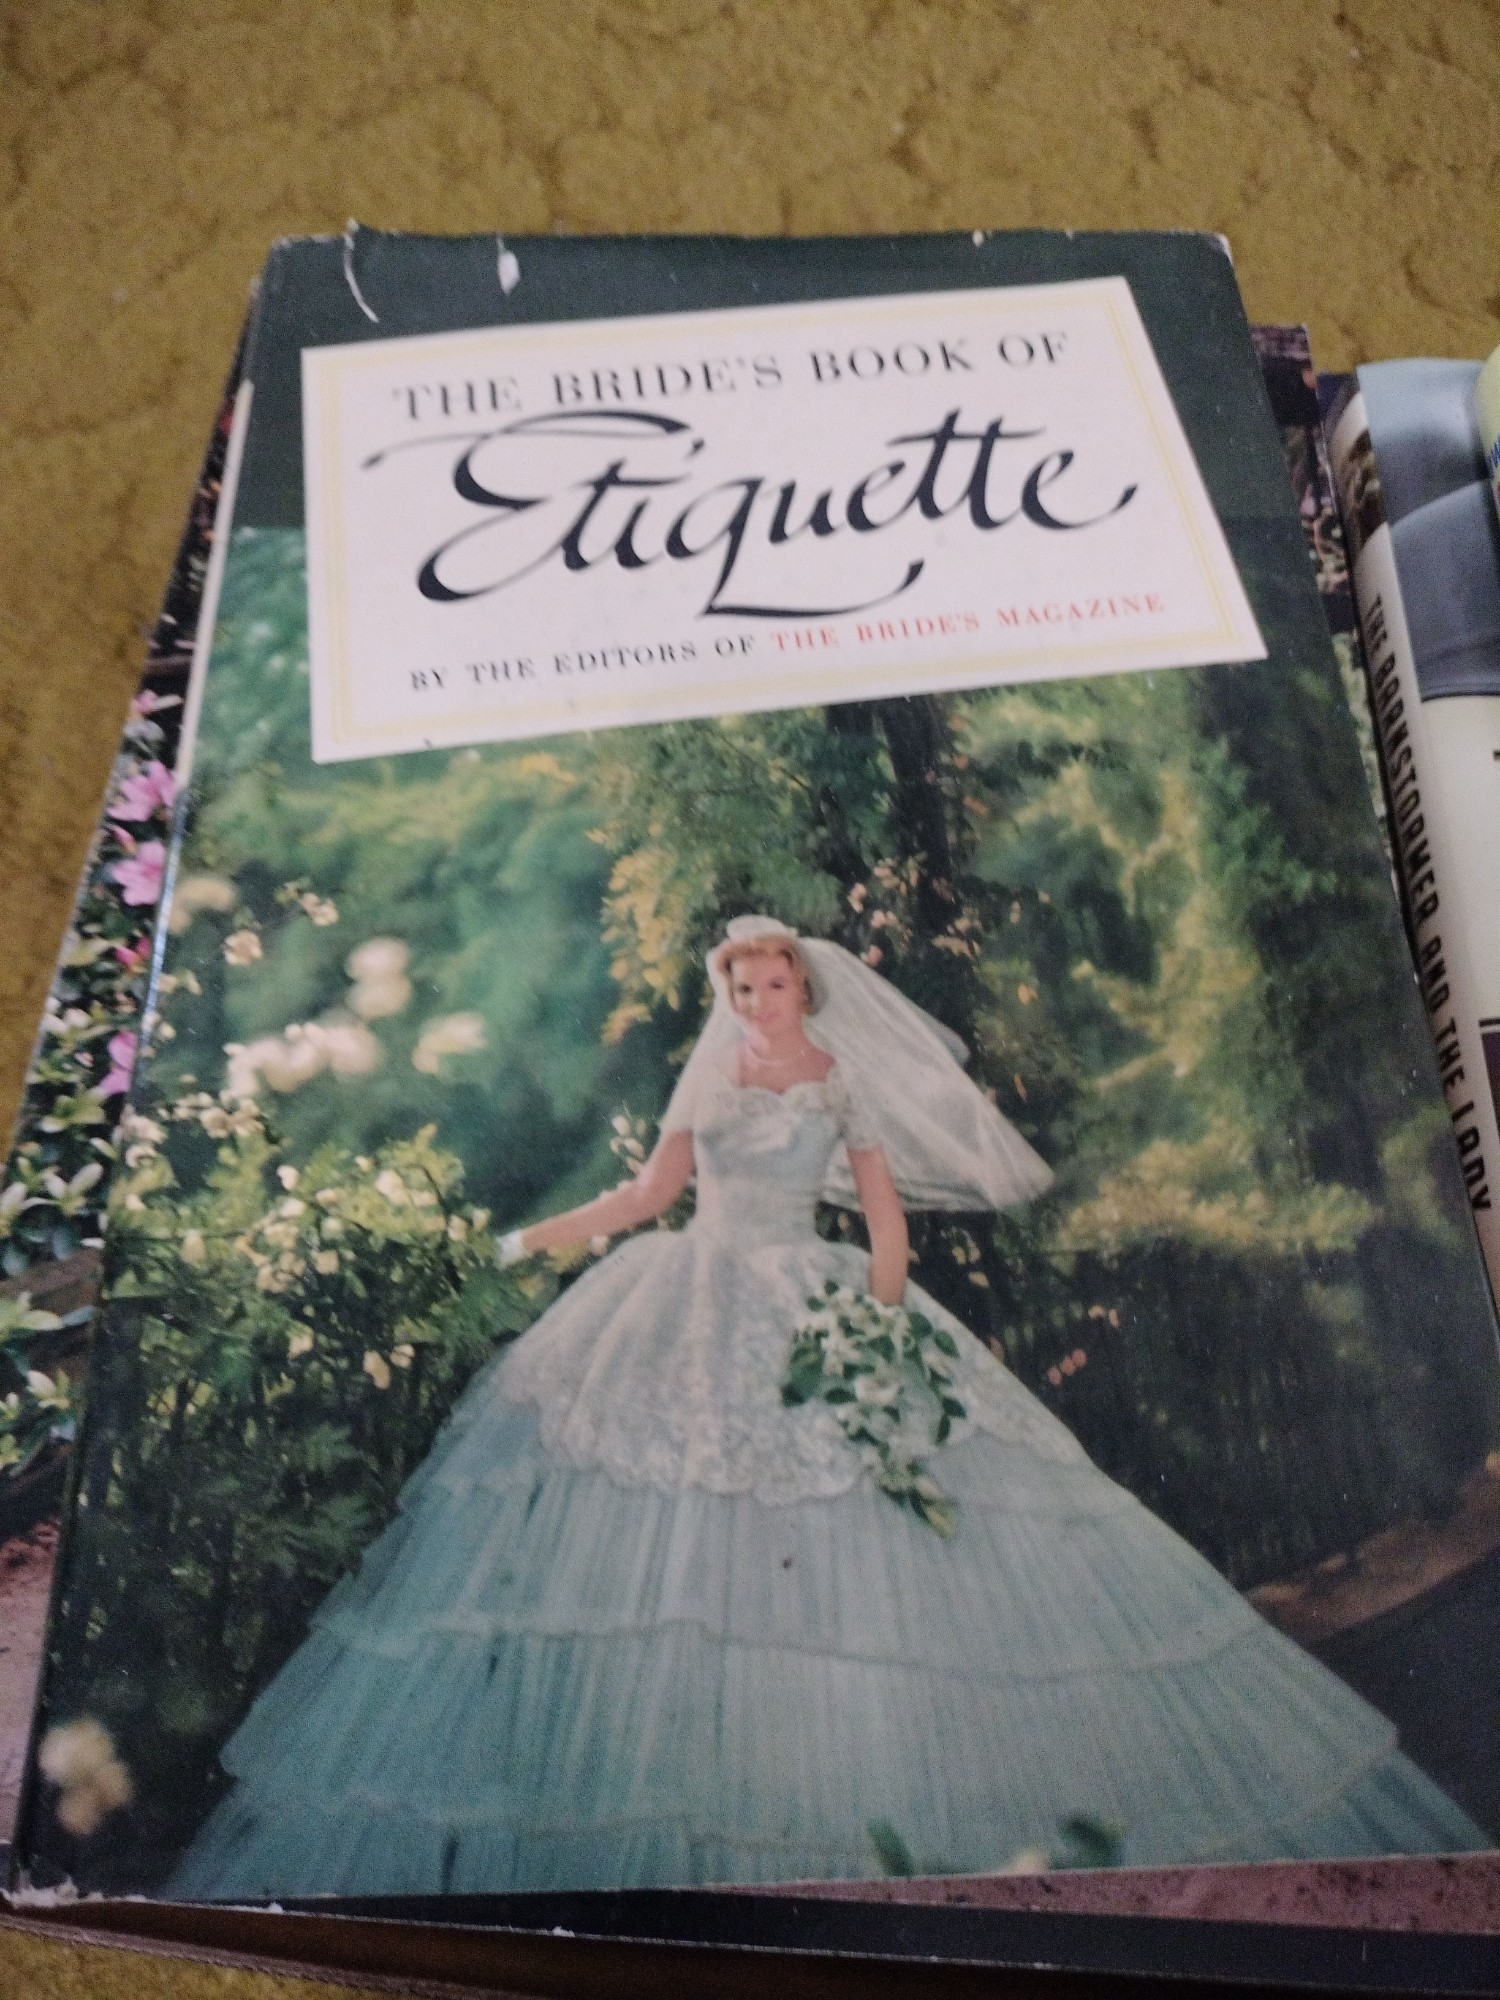 THE BRIDE'S BOOK OF
Etiquette
BY THE EDITORS OF THE BRIDE'S MAGAZINE
THE BARNSTORMER AND THE LADY